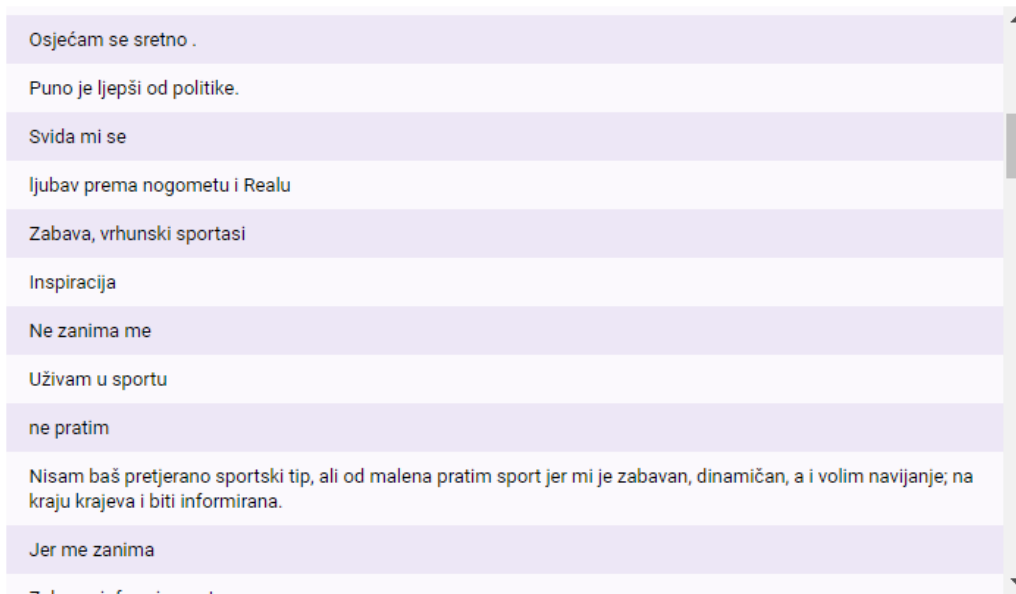 Osjećam se sretno .
Puno je ljepši od politike.
Svida mi se
ljubav prema nogometu i Realu
Zabava, vrhunski sportasi
Inspiracija
Ne zanima me
Uživam u sportu
ne pratim
Nisam baš pretjerano sportski tip, ali od malena pratim sport jer mi je zabavan, dinamičan, a i volim navijanje; na
kraju krajeva i biti informirana.
Jer me zanima